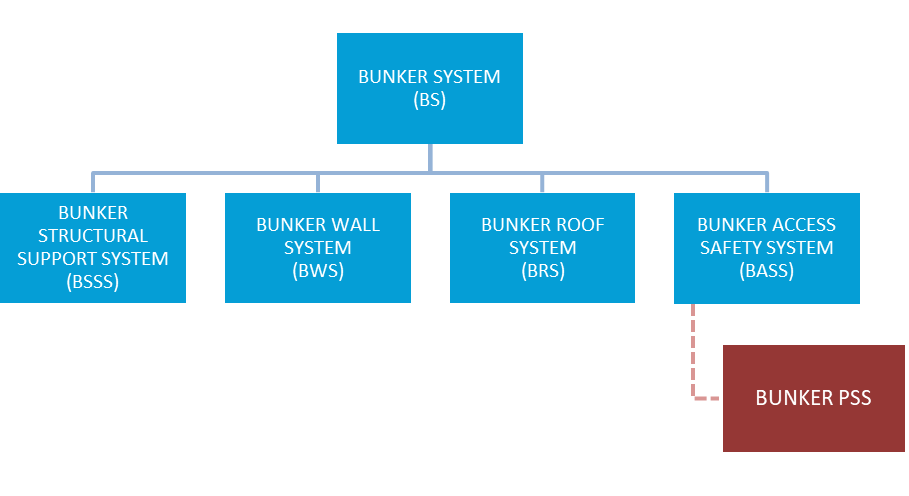 BUNKER SYSTEM
(BS)
BUNKER
STRUCTURAL
SUPPORT SYSTEM
(BSSS)
BUNKER WALL
SYSTEM
(BWS)
BUNKER ROOF
SYSTEM
(BRS)
BUNKER ACCESS
SAFETY SYSTEM
(BASS)
BUNKER PSS